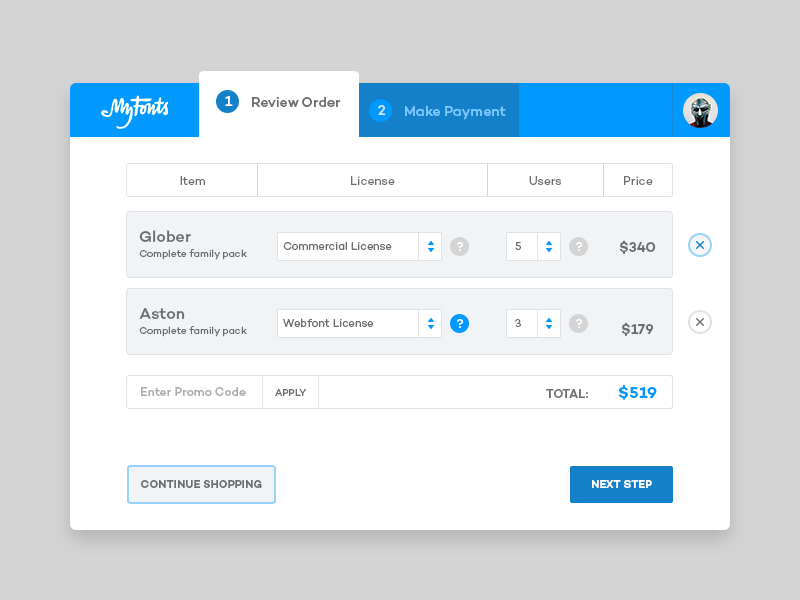 MyFonts
1 Review Order
2 Make Payment
Item License Users Price
Glober
Complete family pack
Commercial License ? 5 ? $340
Aston
Complete family pack
Webfont License ? 3 ? $179
Enter Promo Code APPLY TOTAL: $519
CONTINUE SHOPPING NEXT STEP